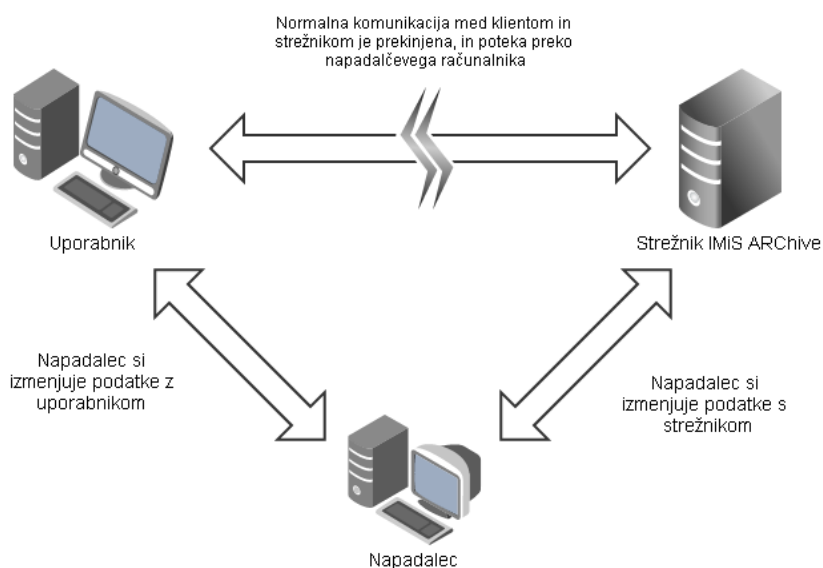 Normalna komunikacija med klientom in
strežnikom je prekinjena, in poteka preko
napadalčevega računalnika
Uporabnik
Strežnik IMiS ARChive
Napadalec si
izmenjuje podatke z
uporabnikom
Napadalec si
izmenjuje podatke s
strežnikom
Napadalec